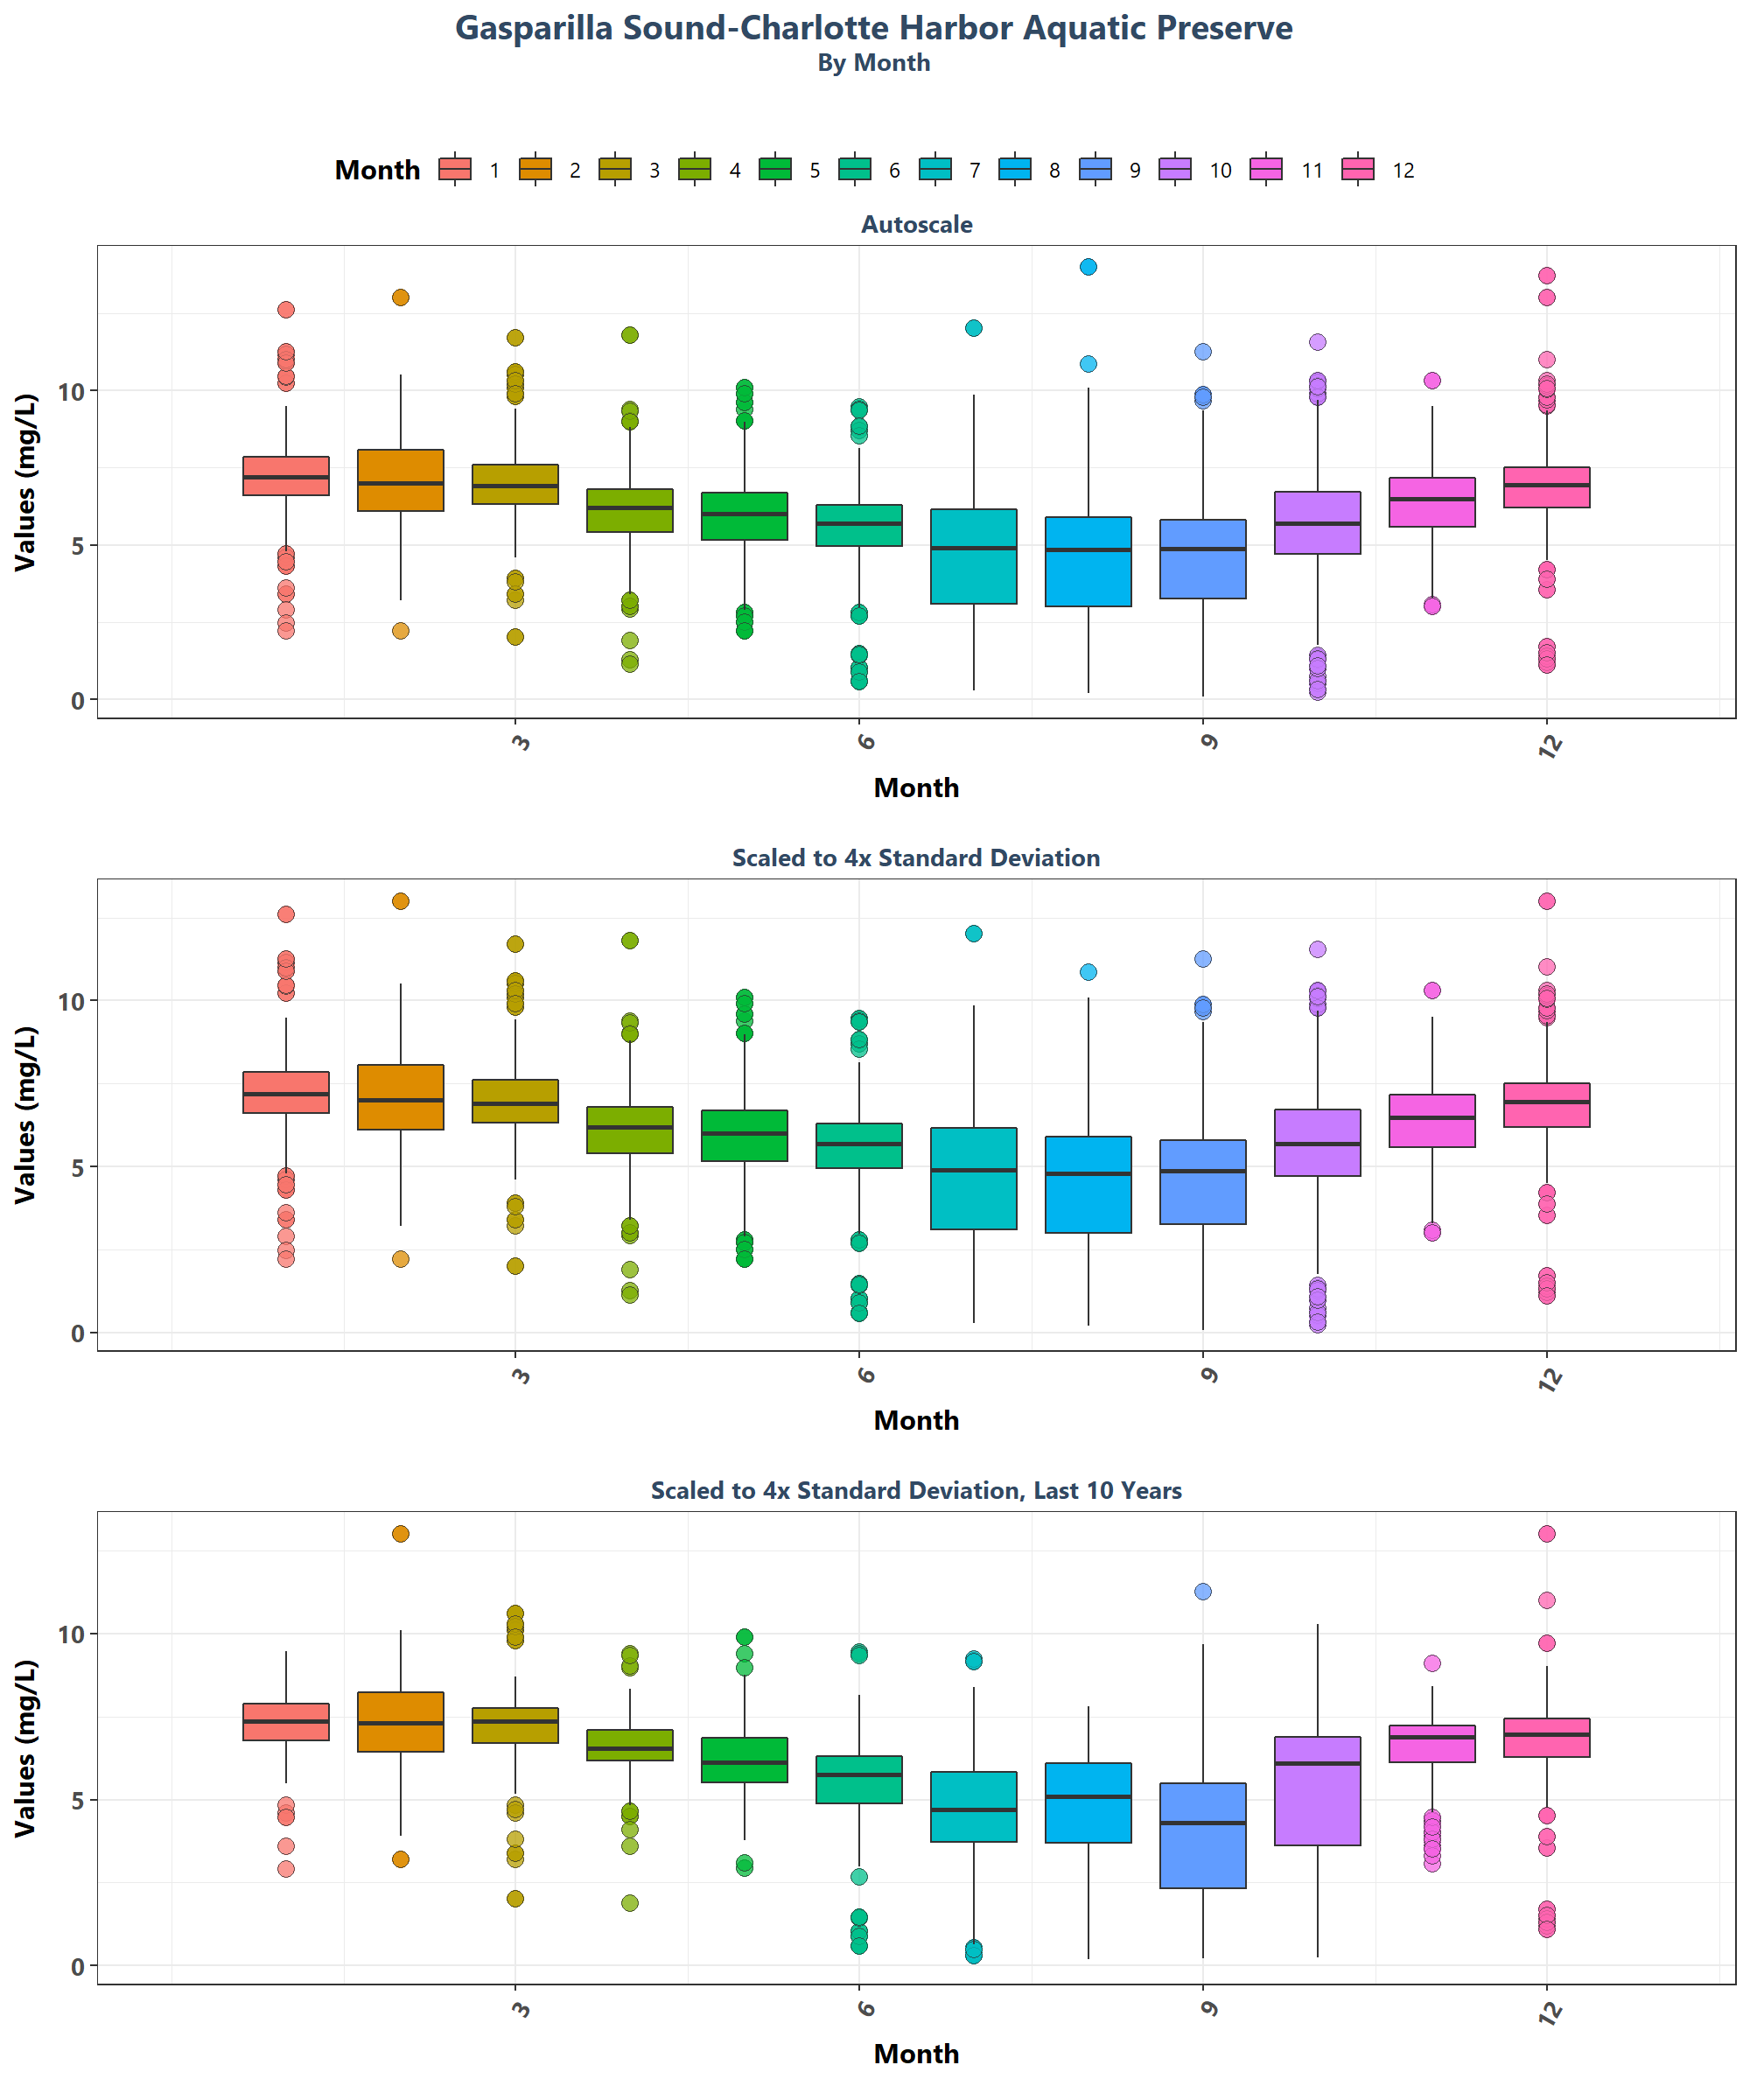 Gasparilla Sound-Charlotte Harbor Aquatic Preserve
By Month
Month 1 2 3 4 5 6 7 8 9 10 11 12
Autoscale
Values (mg/L)
10
5
0
3 6 9 12
Month
Scaled to 4x Standard Deviation
Values (mg/L)
10
5
0
3 6 9 12
Month
Scaled to 4x Standard Deviation, Last 10 Years
Values (mg/L)
10
5
0
3 6 9 12
Month